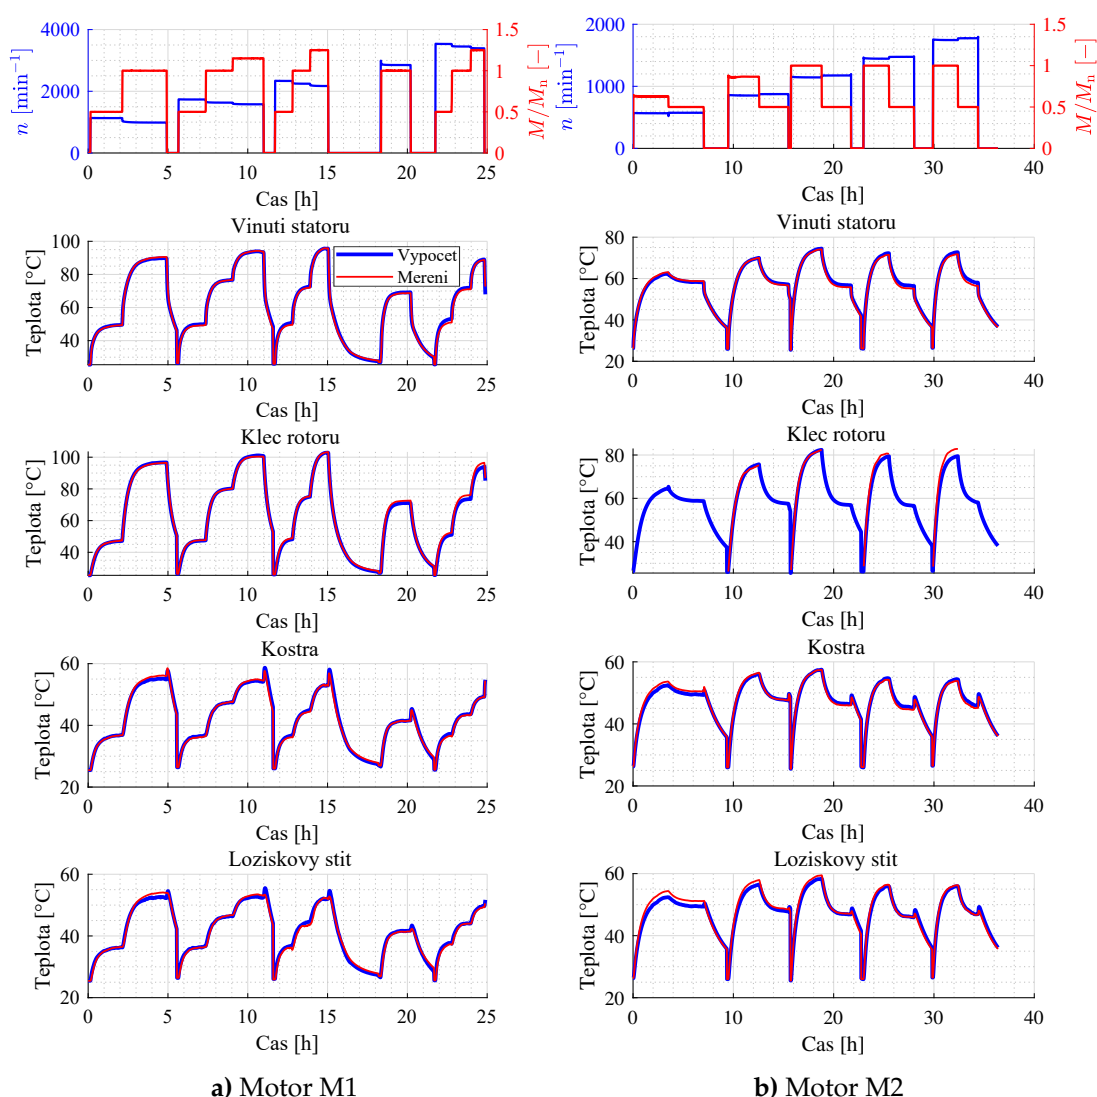 4000
2000
0
n [min⁻¹]
1.5
1
0.5
0
M/Mₙ [−]
0 5 10 15 20 25
Cas [h]
Vinuti statoru
Vypocet
Mereni
100
80
60
40
Teplota [°C]
0 5 10 15 20 25
Cas [h]
Klec rotoru
100
80
60
40
Teplota [°C]
0 5 10 15 20 25
Cas [h]
Kostra
60
40
20
Teplota [°C]
0 5 10 15 20 25
Cas [h]
Loziskovy stit
60
40
20
Teplota [°C]
0 5 10 15 20 25
Cas [h]
a) Motor M1
2000
1000
0
n [min⁻¹]
1.5
1
0.5
0
M/Mₙ [−]
0 10 20 30 40
Cas [h]
Vinuti statoru
80
60
40
20
Teplota [°C]
0 10 20 30 40
Cas [h]
Klec rotoru
80
60
40
Teplota [°C]
0 10 20 30 40
Cas [h]
Kostra
60
40
20
Teplota [°C]
0 10 20 30 40
Cas [h]
Loziskovy stit
60
40
20
Teplota [°C]
0 10 20 30 40
Cas [h]
b) Motor M2